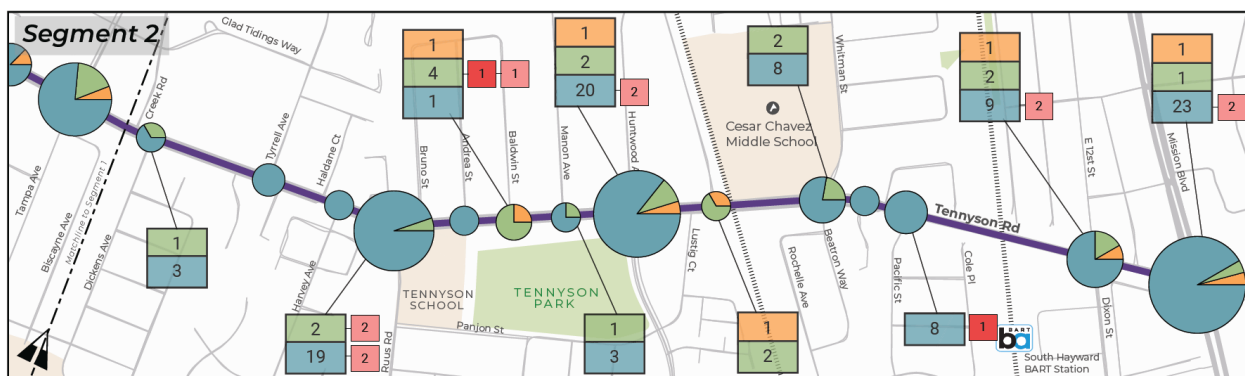 Segment 2
Glad Tidings Way
Creek Rd
Tyrrell Ave
Haldane Ct
Tampa Ave
Biscayne Ave
Matchline to Segment 1
Dickens Ave
1
3
Harvey Ave
2
2
19
2
Ruus Rd
Bruno St
1
4
1
1
1
Andrea St
Baldwin St
TENNYSON
SCHOOL
Panjon St
TENNYSON
PARK
Manon Ave
1
2
20
2
Huntwood A
1
3
Lustig Ct
1
2
2
8
Cesar Chavez
Middle School
Whitman St
Rochelle Ave
Beatron Way
Pacific St
Cole Pl
8
1
BART
ba
South Hayward
BART Station
Tennyson Rd
1
2
9
2
E 12st St
Dixon St
Mission Blvd
1
1
23
2